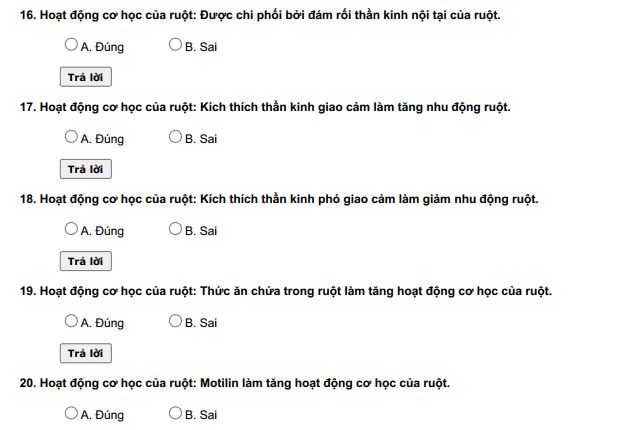 16. Hoạt động cơ học của ruột: Được chi phối bởi đám rối thần kinh nội tại của ruột.
A. Đúng B. Sai
Trả lời
17. Hoạt động cơ học của ruột: Kích thích thần kinh giao cảm làm tăng nhu động ruột.
A. Đúng B. Sai
Trả lời
18. Hoạt động cơ học của ruột: Kích thích thần kinh phó giao cảm làm giảm nhu động ruột.
A. Đúng B. Sai
Trả lời
19. Hoạt động cơ học của ruột: Thức ăn chứa trong ruột làm tăng hoạt động cơ học của ruột.
A. Đúng B. Sai
Trả lời
20. Hoạt động cơ học của ruột: Motilin làm tăng hoạt động cơ học của ruột.
A. Đúng B. Sai